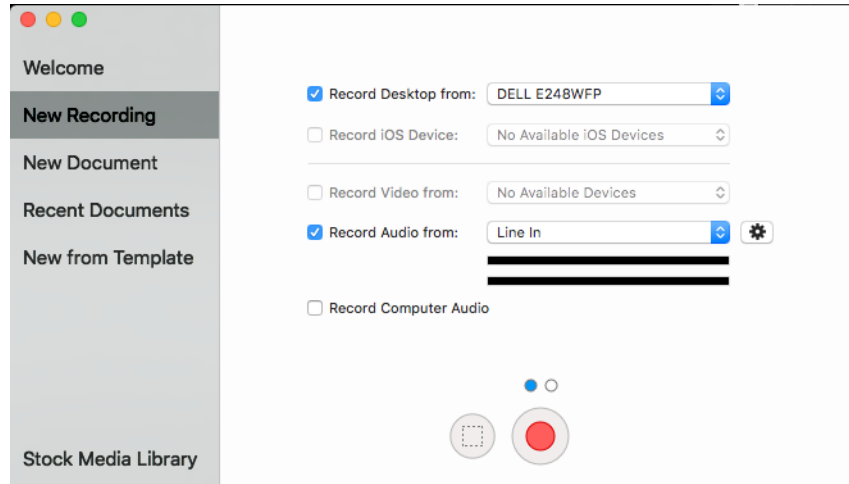 Welcome
New Recording
New Document
Recent Documents
New from Template
Stock Media Library
Record Desktop from: DELL E248WFP
Record iOS Device: No Available iOS Devices
Record Video from: No Available Devices
Record Audio from: Line In
Record Computer Audio